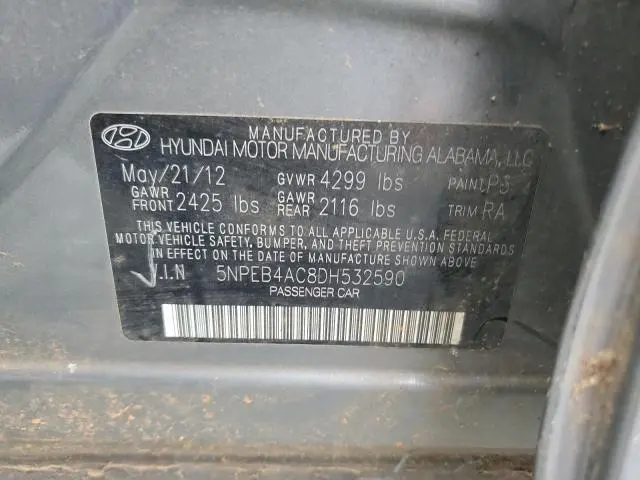 MANUFACTURED BY
HYUNDAI MOTOR MANUFACTURING ALABAMA, LLC
May/21/12 GVWR 4299 lbs PAINT PS
GAWR FRONT 2425 lbs GAWR REAR 2116 lbs TRIM RA
THIS VEHICLE CONFORMS TO ALL APPLICABLE U.S.A. FEDERAL
MOTOR VEHICLE SAFETY, BUMPER, AND THEFT PREVENTION STANDARDS
IN EFFECT ON THE DATE OF MANUFACTURE SHOWN ABOVE
V.I.N 5NPEB4AC8DH532590
PASSENGER CAR